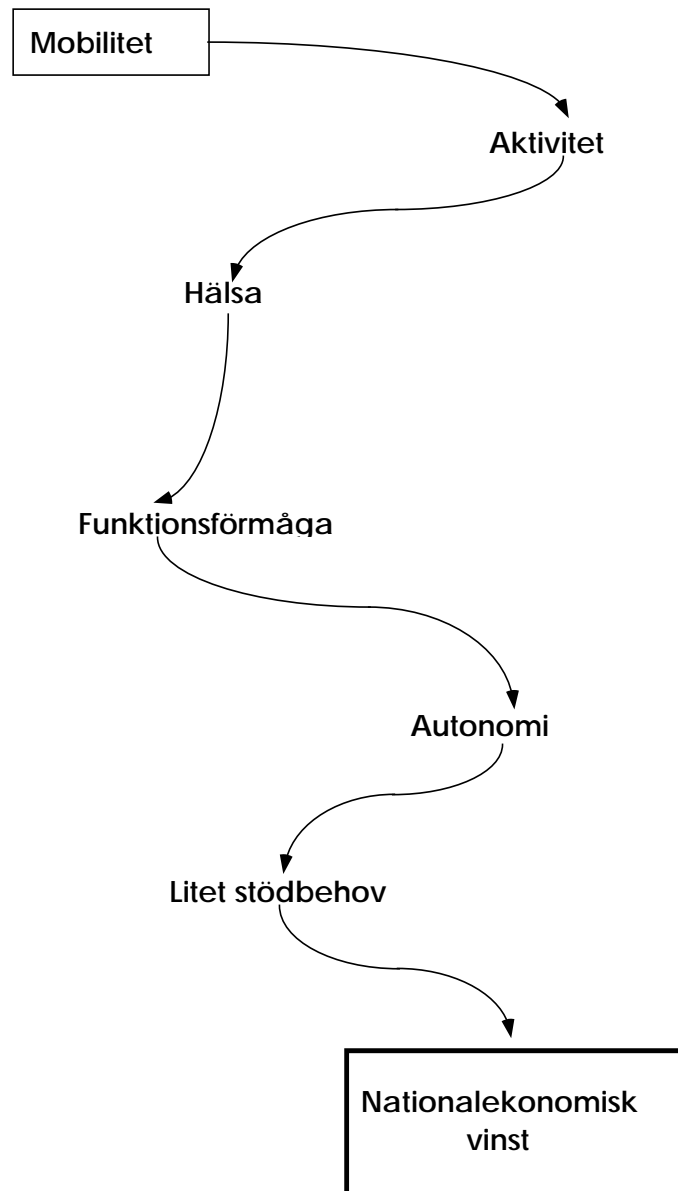 Mobilitet
Aktivitet
Hälsa
Funktionsförmåga
Autonomi
Litet stödbehov
Nationalekonomisk
vinst